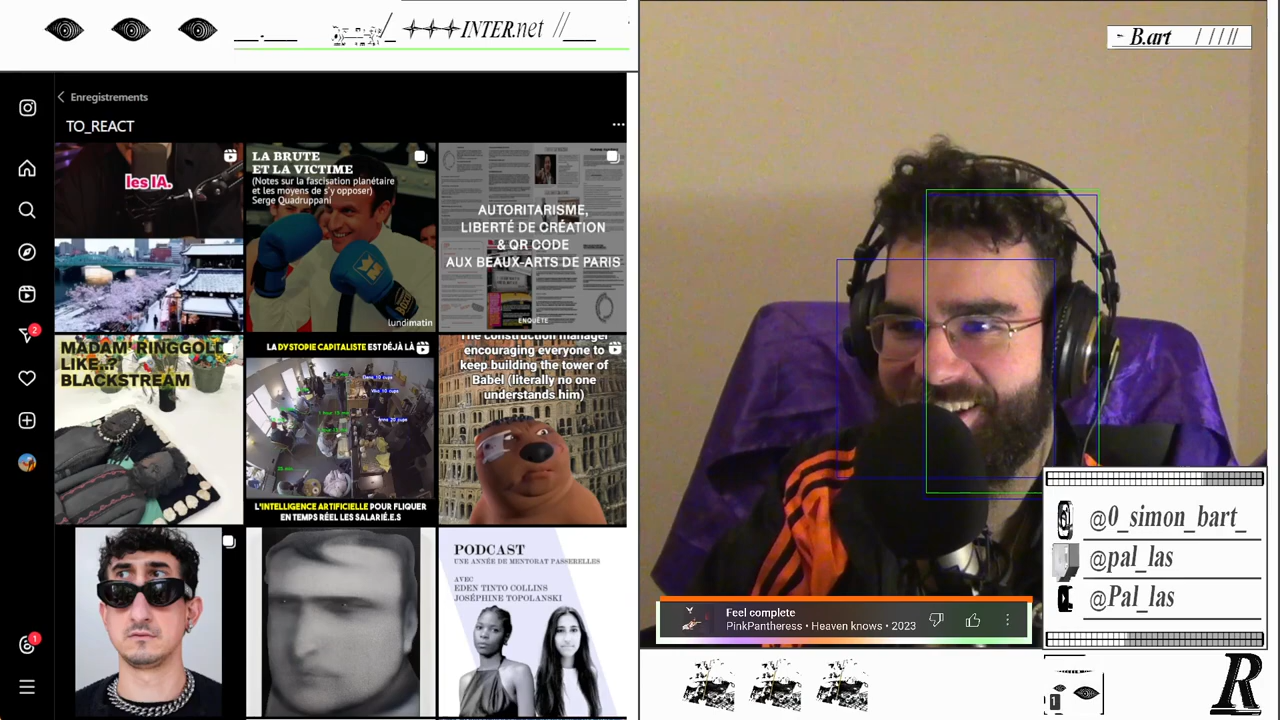 INTER.net //
B.art ////
Enregistrements
TO_REACT
...
les IA.
LA BRUTE
ET LA VICTIME
(Notes sur la fascisation planétaire
et les moyens de s'y opposer)
Serge Quadruppani
lundimatin
AUTORITARISME,
LIBERTÉ DE CRÉATION
& QR CODE
AUX BEAUX-ARTS DE PARIS
ENQUÊTE
2
MADAM' RINGGOLD
LIKE...
BLACKSTREAM
LA DYSTOPIE CAPITALISTE EST DÉJÀ LÀ
L'INTELLIGENCE ARTIFICIELLE POUR FLIQUER
EN TEMPS RÉEL LES SALARIÉ.E.S
The construction manager
encouraging everyone to
keep building the tower of
Babel (literally no one
understands him)
PODCAST
UNE ANNÉE DE MENTORAT PASSERELLES
AVEC
EDEN TINTO COLLINS
JOSÉPHINE TOPOLANSKI
1
@0_simon_bart_
@pal_las
@Pal_las
Feel complete
PinkPantheress • Heaven knows • 2023
R